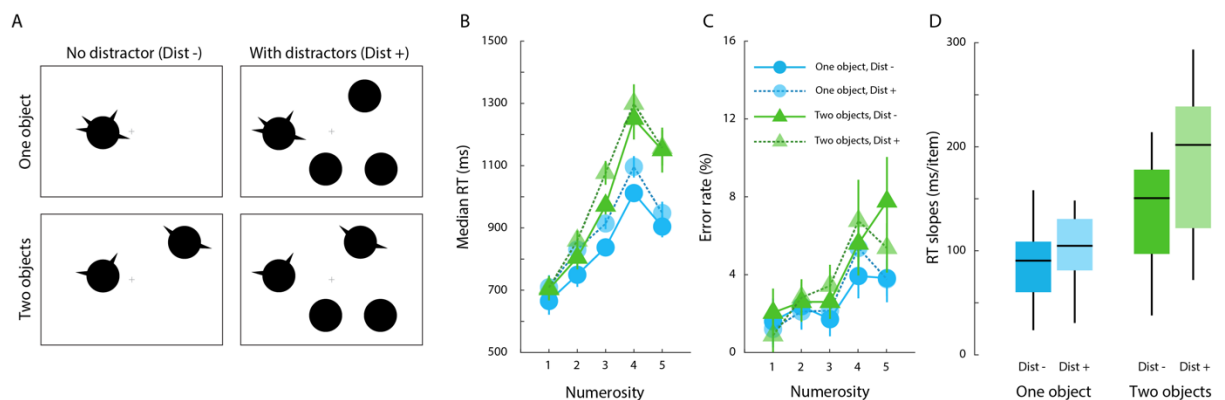 A
No distractor (Dist -)
With distractors (Dist +)
One object
Two objects
B
Median RT (ms)
1500
1300
1100
900
700
500
1 2 3 4 5
Numerosity
C
Error rate (%)
16
12
8
4
0
One object, Dist -
One object, Dist +
Two objects, Dist -
Two objects, Dist +
1 2 3 4 5
Numerosity
D
RT slopes (ms/item)
300
200
100
0
Dist - Dist + Dist - Dist +
One object Two objects